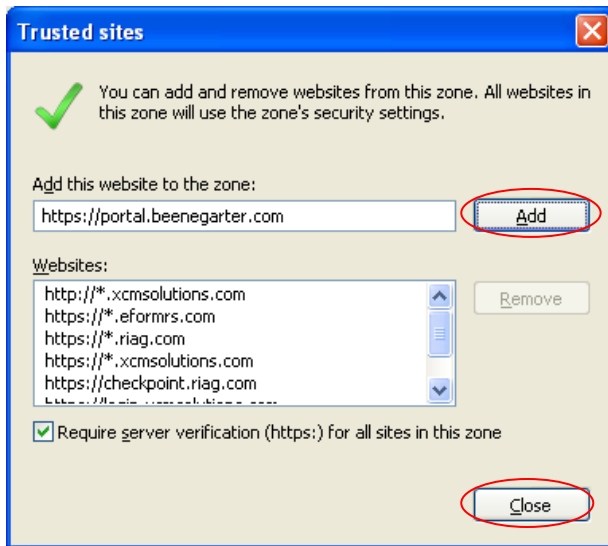 Trusted sites
You can add and remove websites from this zone. All websites in
this zone will use the zone's security settings.
Add this website to the zone:
https://portal.beenegarter.com
Add
Websites:
http://*.xcmsolutions.com
https://*.eformrs.com
https://*.riag.com
https://*.xcmsolutions.com
https://checkpoint.riag.com
Remove
Require server verification (https:) for all sites in this zone
Close